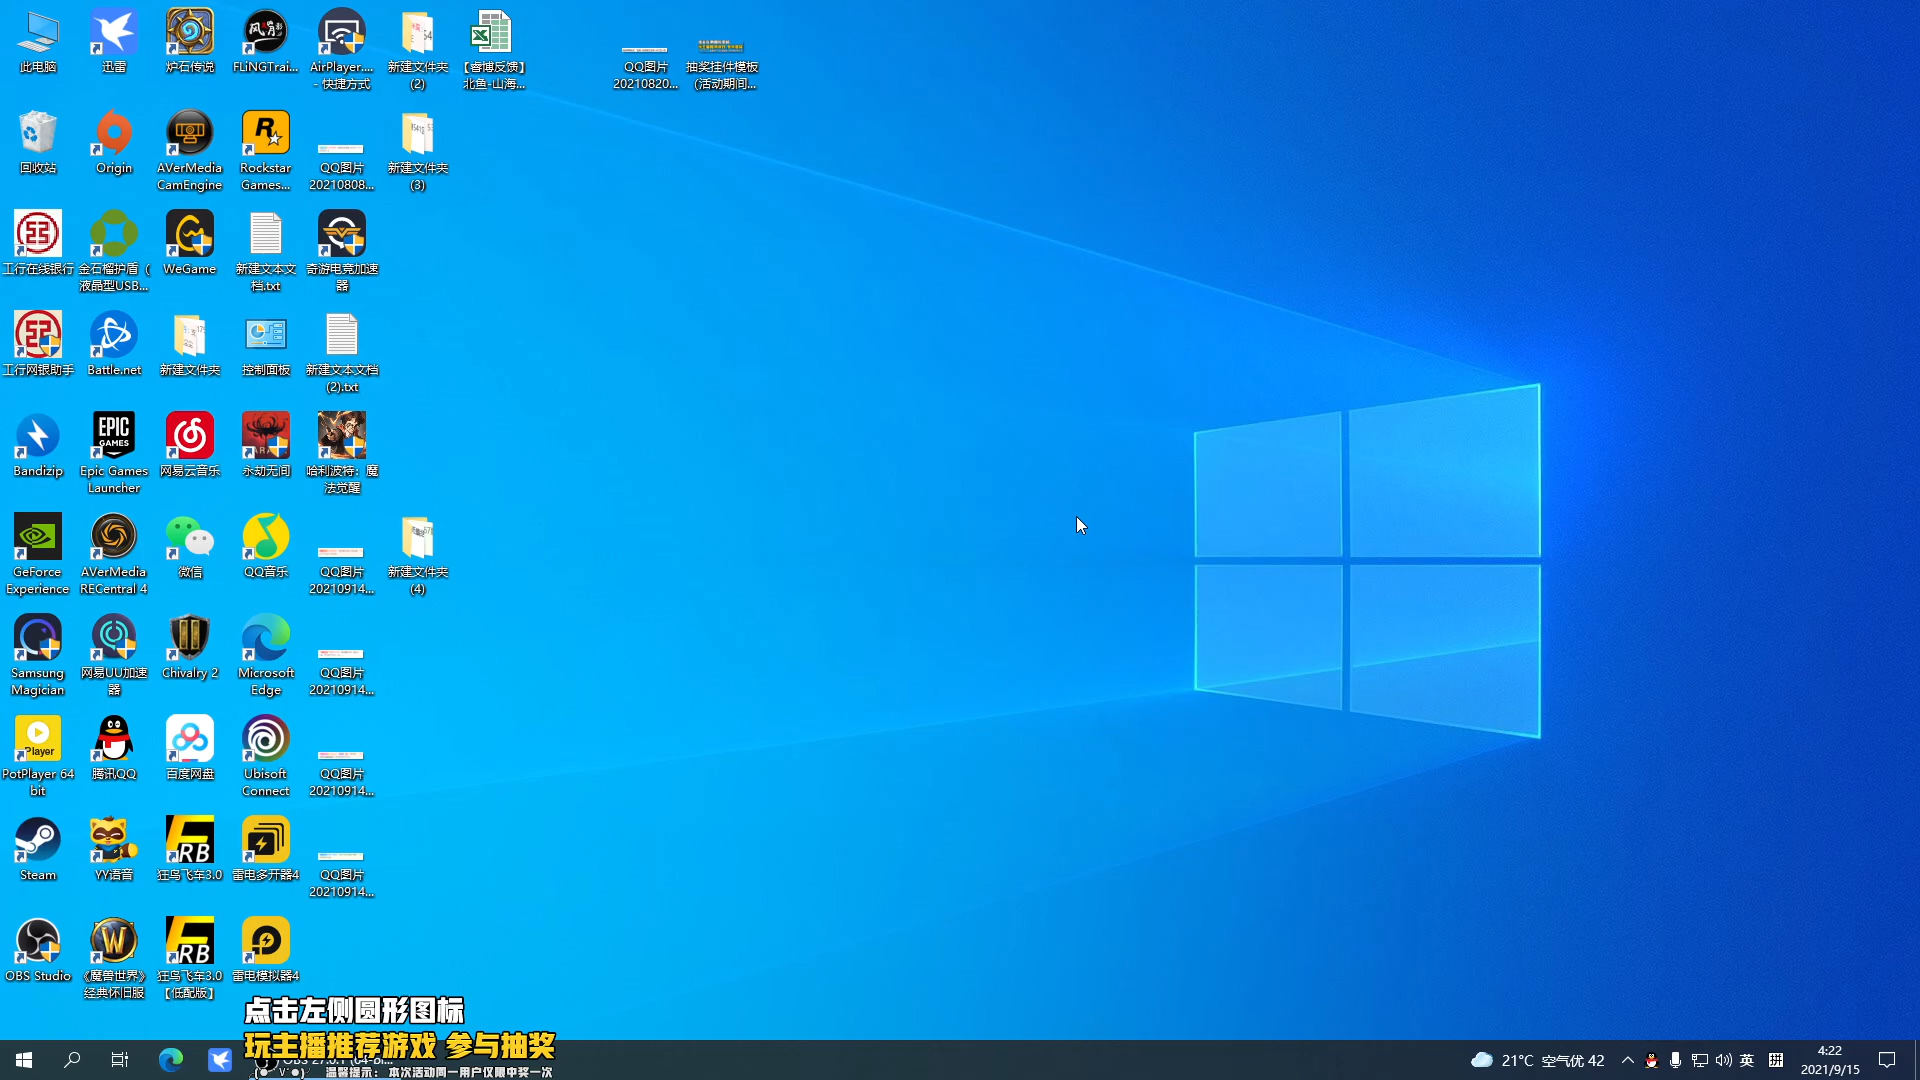 此电脑
迅雷
炉石传说
FLiNGTrai...
AirPlayer....
- 快捷方式
新建文件夹
(2)
【睿博反馈】
北鱼-山海...
QQ图片
20210820...
抽奖挂件模板
(活动期间...
回收站
Origin
AVerMedia
CamEngine
Rockstar
Games...
QQ图片
20210808...
新建文件夹
(3)
工行在线银行
金石榴护盾（
液晶型USB...
WeGame
新建文本文
档.txt
奇游电竞加速
器
工行网银助手
Battle.net
新建文件夹
控制面板
新建文本文档
(2).txt
Bandizip
EPIC
GAMES
Epic Games
Launcher
网易云音乐
永劫无间
哈利波特：魔
法觉醒
GeForce
Experience
AVerMedia
RECentral 4
微信
QQ音乐
QQ图片
20210914...
新建文件夹
(4)
Samsung
Magician
网易UU加速
器
Chivalry 2
Microsoft
Edge
QQ图片
20210914...
Player
PotPlayer 64
bit
腾讯QQ
百度网盘
Ubisoft
Connect
QQ图片
20210914...
Steam
YY语音
RB
狂鸟飞车3.0
雷电多开器4
QQ图片
20210914...
OBS Studio
《魔兽世界》
经典怀旧服
RB
狂鸟飞车3.0
【低配版】
雷电模拟器4
点击左侧圆形图标
玩主播推荐游戏 参与抽奖
温馨提示：本次活动同一用户仅限中奖一次
21°C 空气优 42
英
拼
4:22
2021/9/15